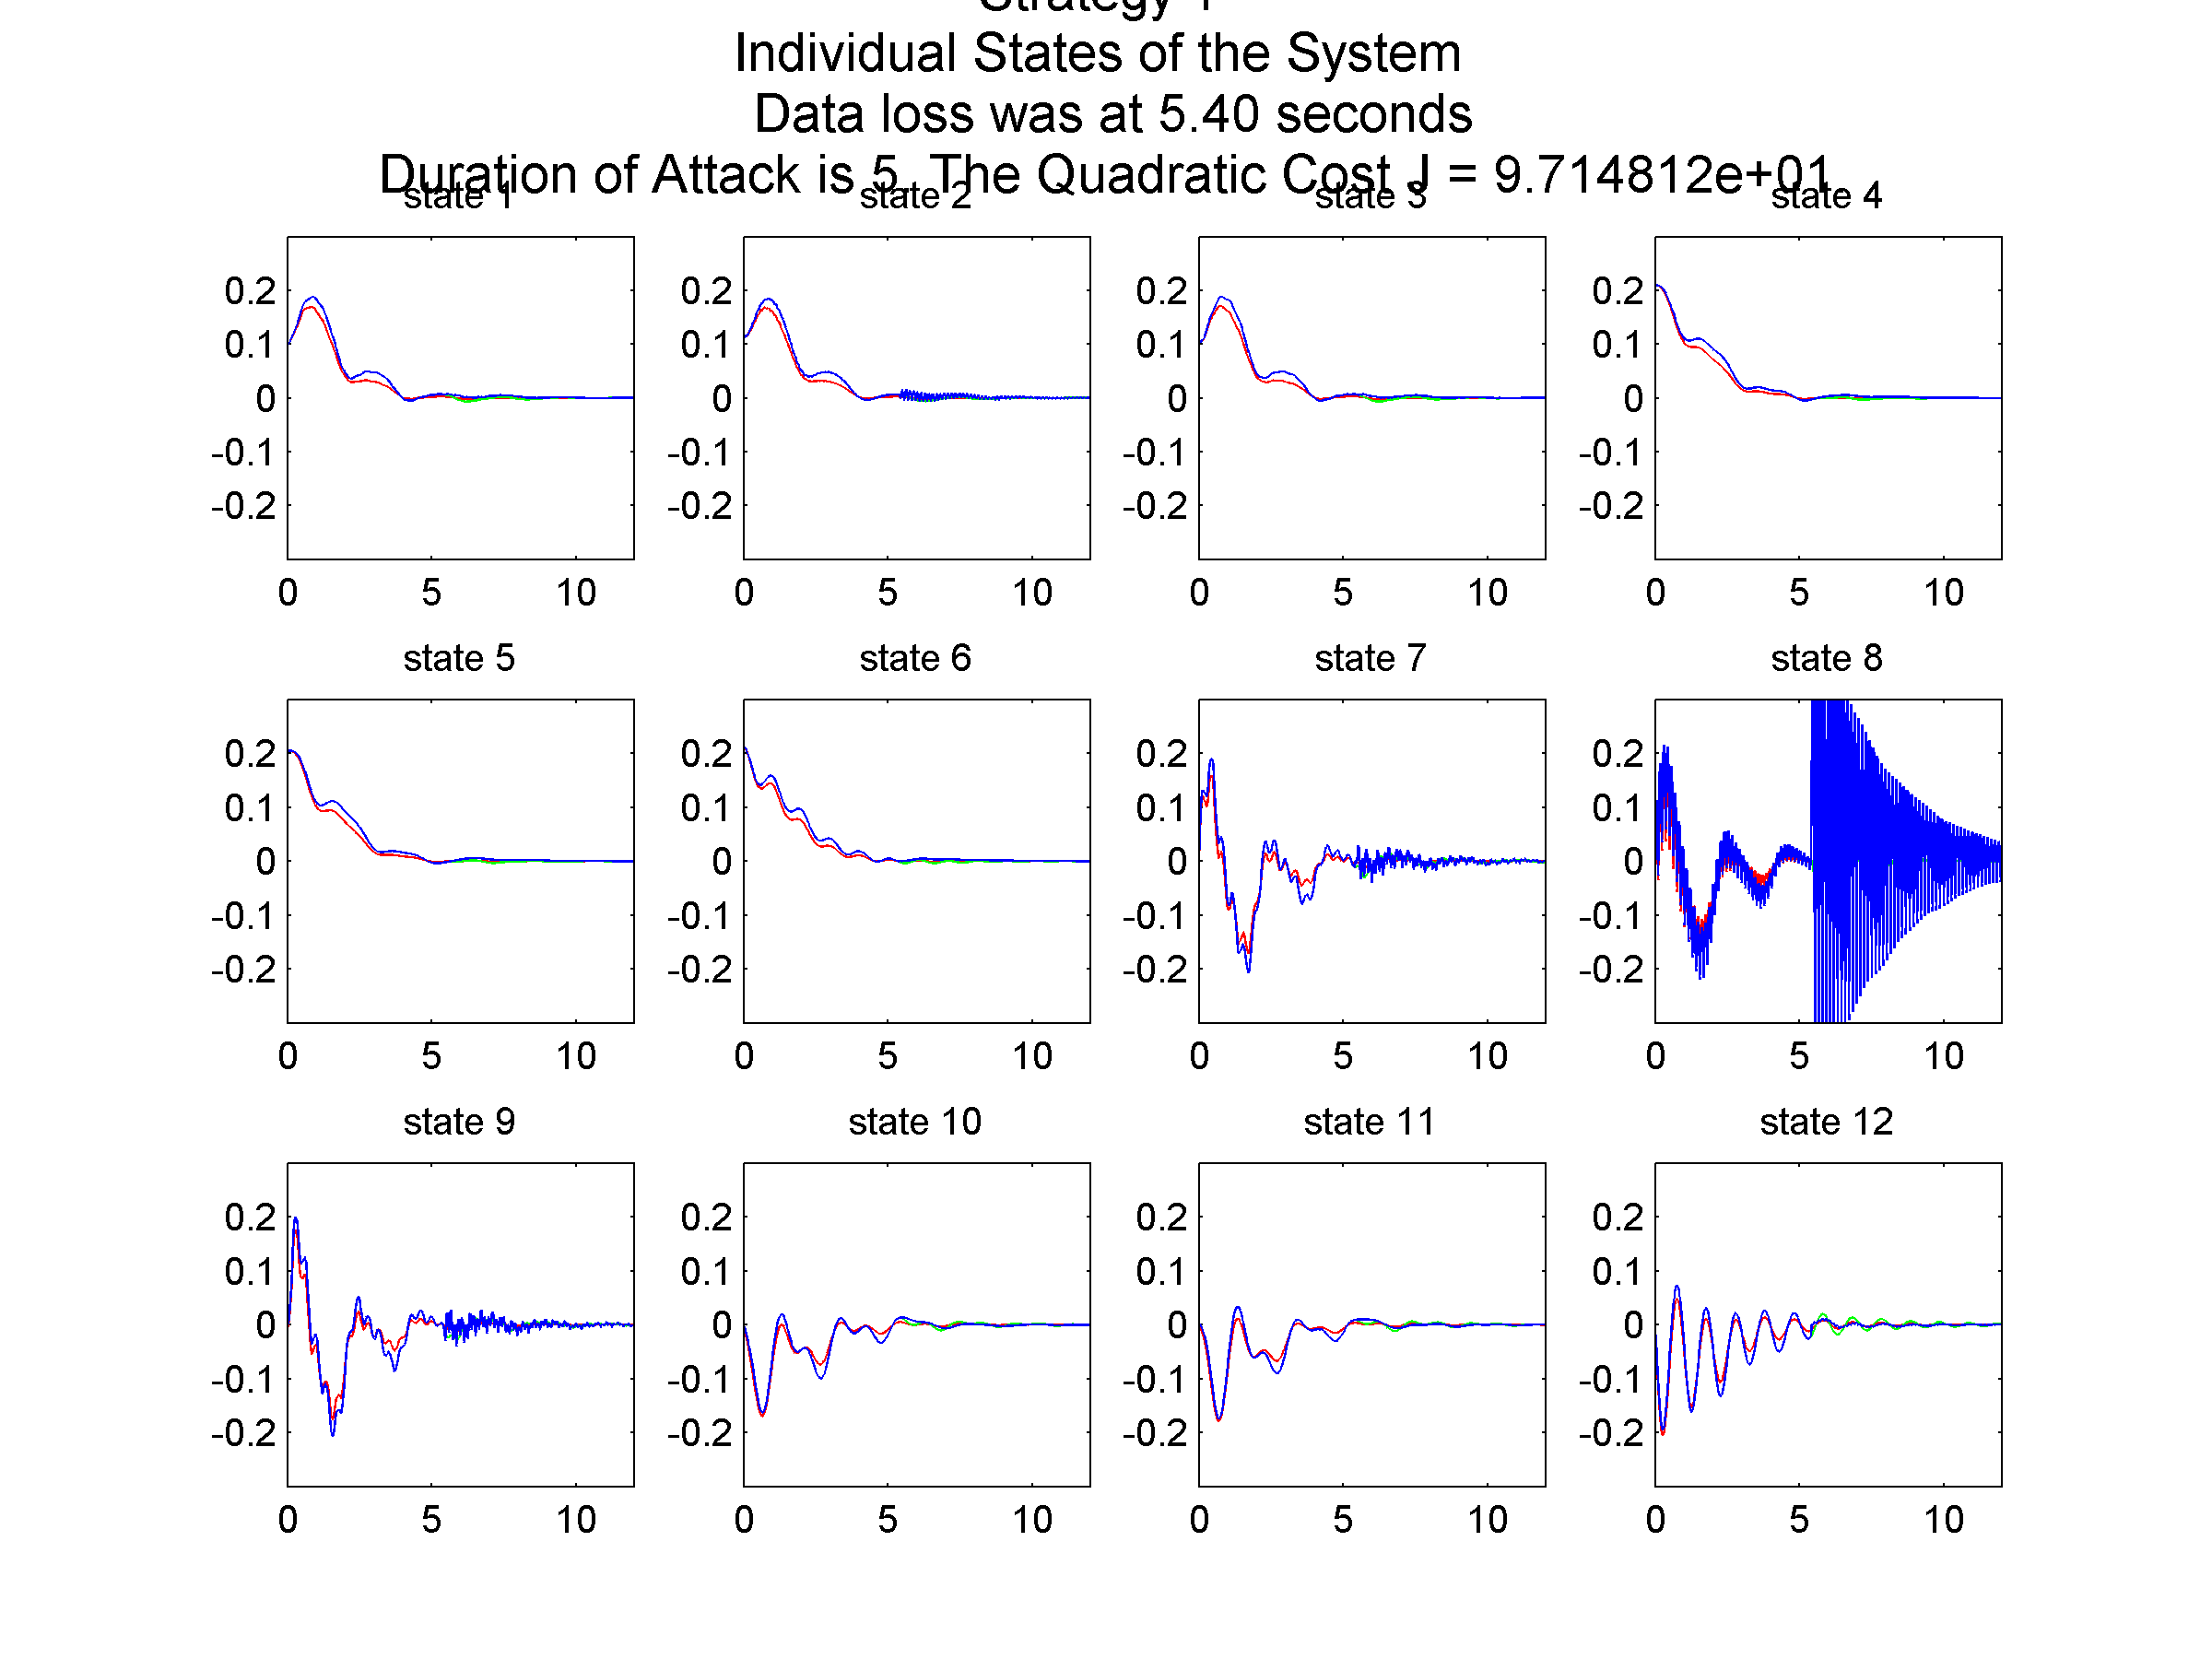 Strategy 1
Individual States of the System
Data loss was at 5.40 seconds
Duration of Attack is 5. The Quadratic Cost J = 9.714812e+01.
state 1 state 2 state 3 state 4
0.2 0.2 0.2 0.2
0.1 0.1 0.1 0.1
0 0 0 0
-0.1 -0.1 -0.1 -0.1
-0.2 -0.2 -0.2 -0.2
0 5 10 0 5 10 0 5 10 0 5 10
state 5 state 6 state 7 state 8
0.2 0.2 0.2 0.2
0.1 0.1 0.1 0.1
0 0 0 0
-0.1 -0.1 -0.1 -0.1
-0.2 -0.2 -0.2 -0.2
0 5 10 0 5 10 0 5 10 0 5 10
state 9 state 10 state 11 state 12
0.2 0.2 0.2 0.2
0.1 0.1 0.1 0.1
0 0 0 0
-0.1 -0.1 -0.1 -0.1
-0.2 -0.2 -0.2 -0.2
0 5 10 0 5 10 0 5 10 0 5 10